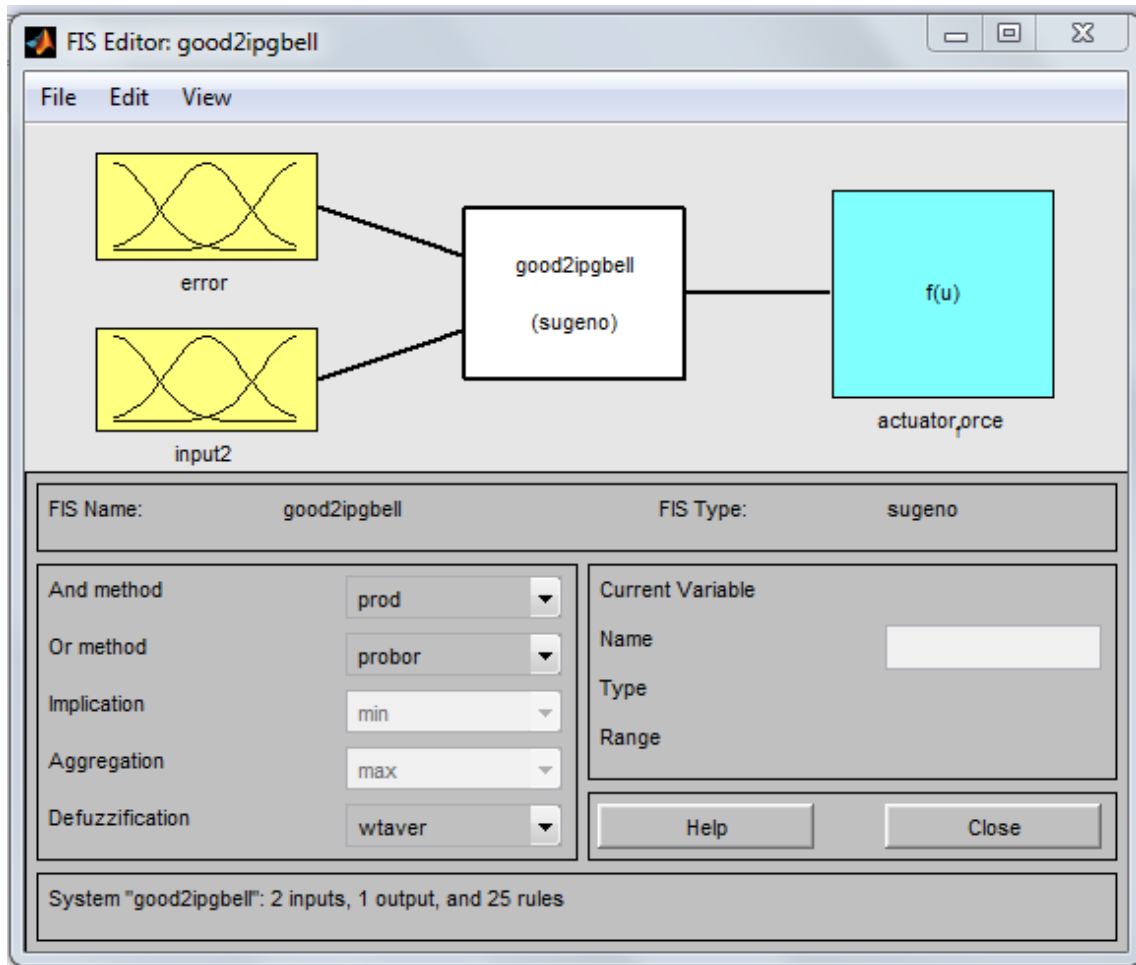 FIS Editor: good2ipgbell
File Edit View
error
input2
good2ipgbell
(sugeno)
f(u)
actuatorforce
FIS Name: good2ipgbell FIS Type: sugeno
And method prod
Or method probor
Implication min
Aggregation max
Defuzzification wtaver
Current Variable
Name
Type
Range
Help Close
System "good2ipgbell": 2 inputs, 1 output, and 25 rules